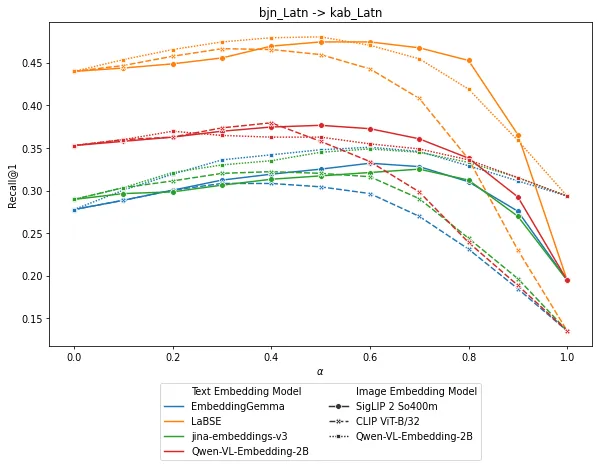 bjn_Latn -> kab_Latn
Recall@1
0.45
0.40
0.35
0.30
0.25
0.20
0.15
0.0 0.2 0.4 0.6 0.8 1.0
α
Text Embedding Model Image Embedding Model
EmbeddingGemma SigLIP 2 So400m
LaBSE CLIP ViT-B/32
jina-embeddings-v3 Qwen-VL-Embedding-2B
Qwen-VL-Embedding-2B